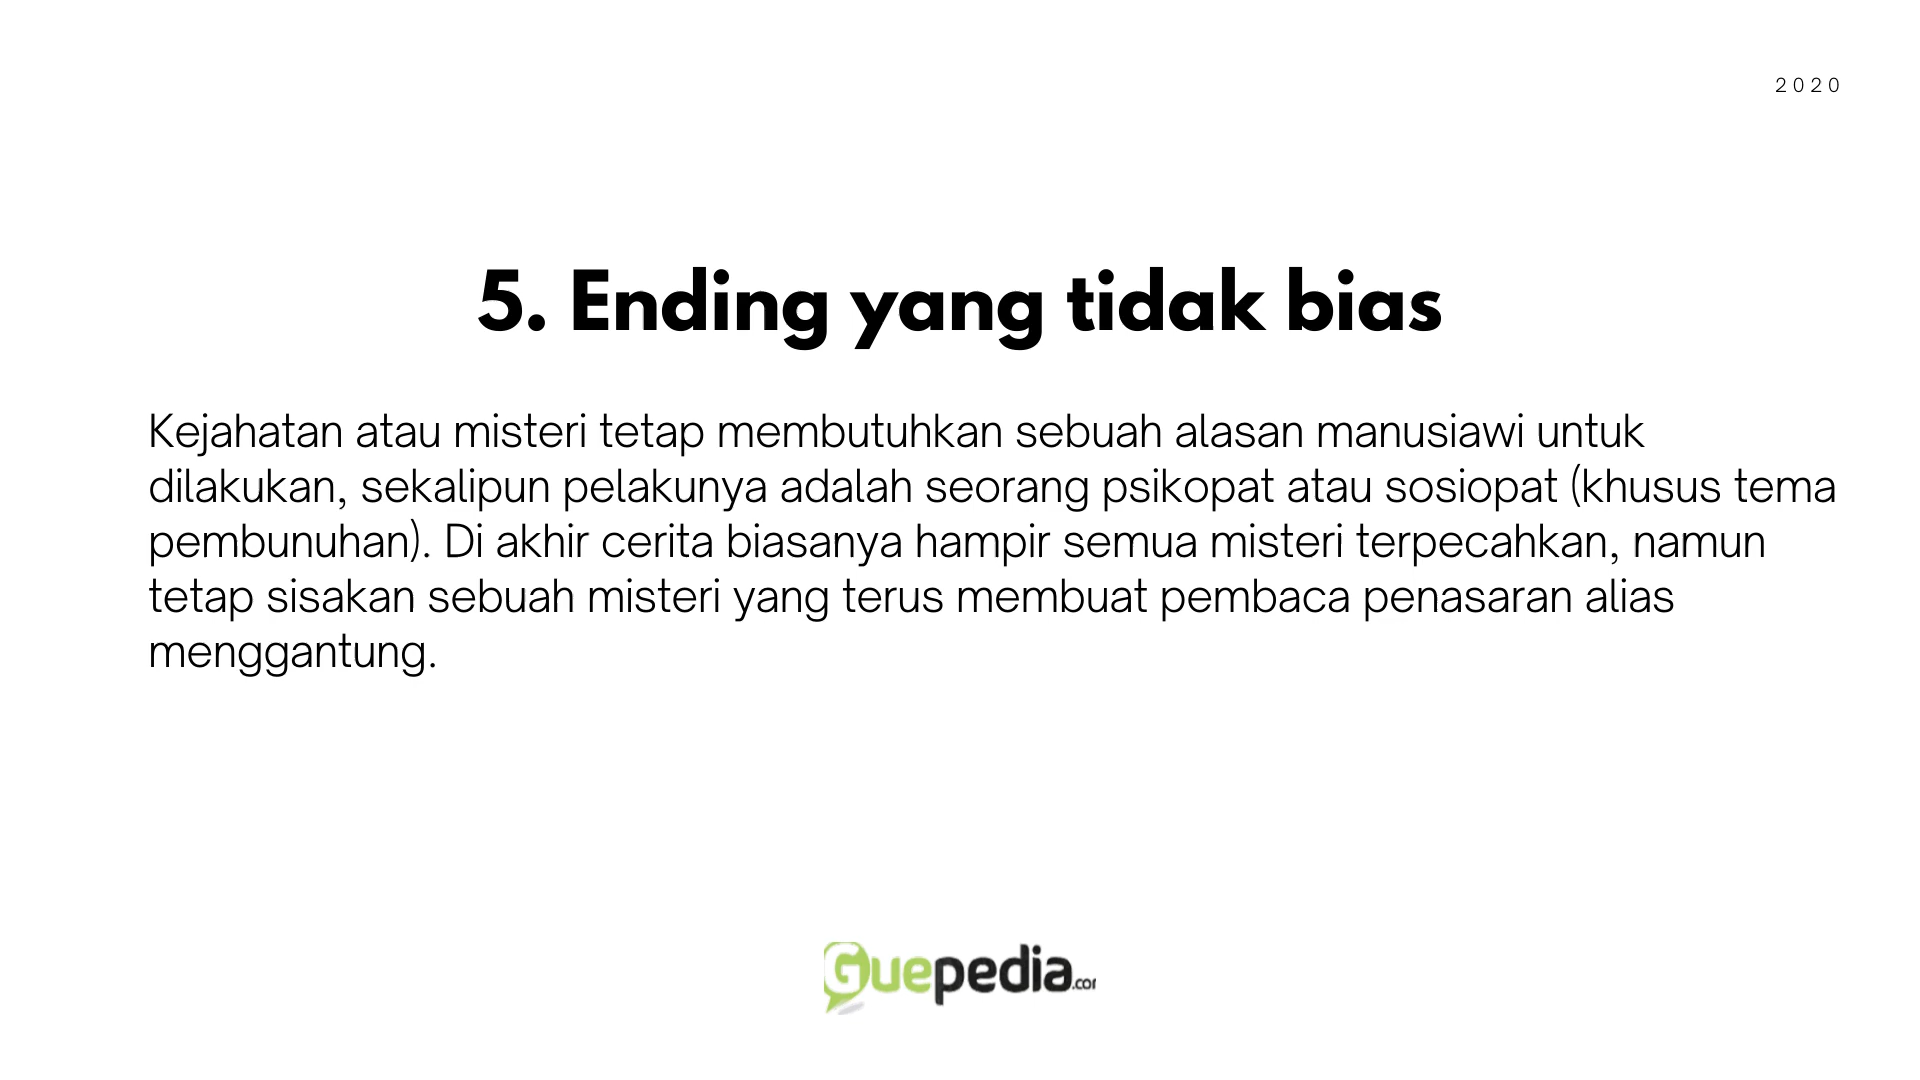 2020
5. Ending yang tidak bias
Kejahatan atau misteri tetap membutuhkan sebuah alasan manusiawi untuk
dilakukan, sekalipun pelakunya adalah seorang psikopat atau sosiopat (khusus tema
pembunuhan). Di akhir cerita biasanya hampir semua misteri terpecahkan, namun
tetap sisakan sebuah misteri yang terus membuat pembaca penasaran alias
menggantung.
Guepedia.com